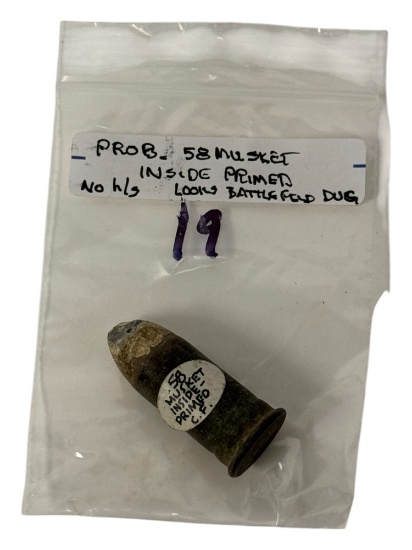 PROB. 58 MUSKET
INSIDE PRIMED
No h/s LOOKS BATTLEFIELD DUG
19
.58
MUSKET
INSIDE
PRIMED
C.F.